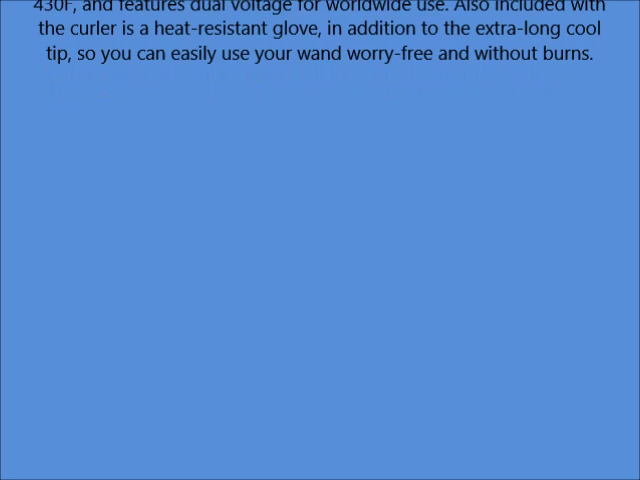 430F, and features dual voltage for worldwide use. Also included with
the curler is a heat-resistant glove, in addition to the extra-long cool
tip, so you can easily use your wand worry-free and without burns.